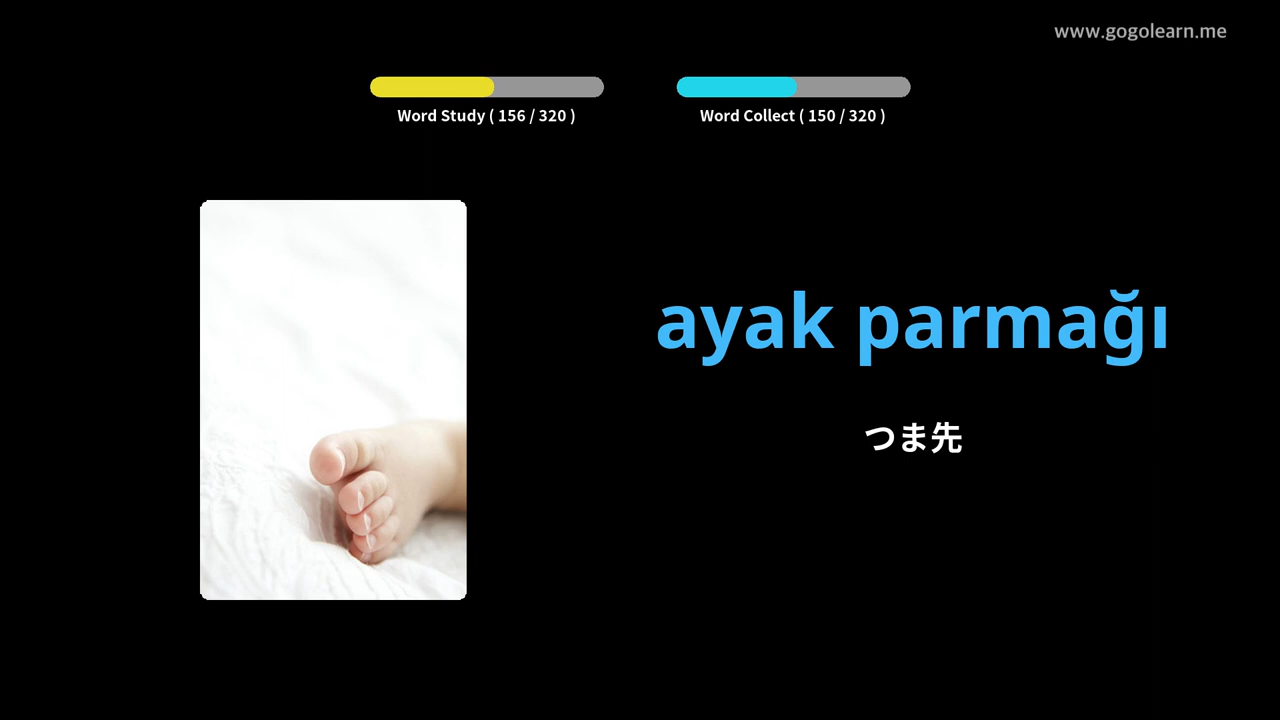 www.gogolearn.me
Word Study ( 156 / 320 )
Word Collect ( 150 / 320 )
ayak parmağı
つま先